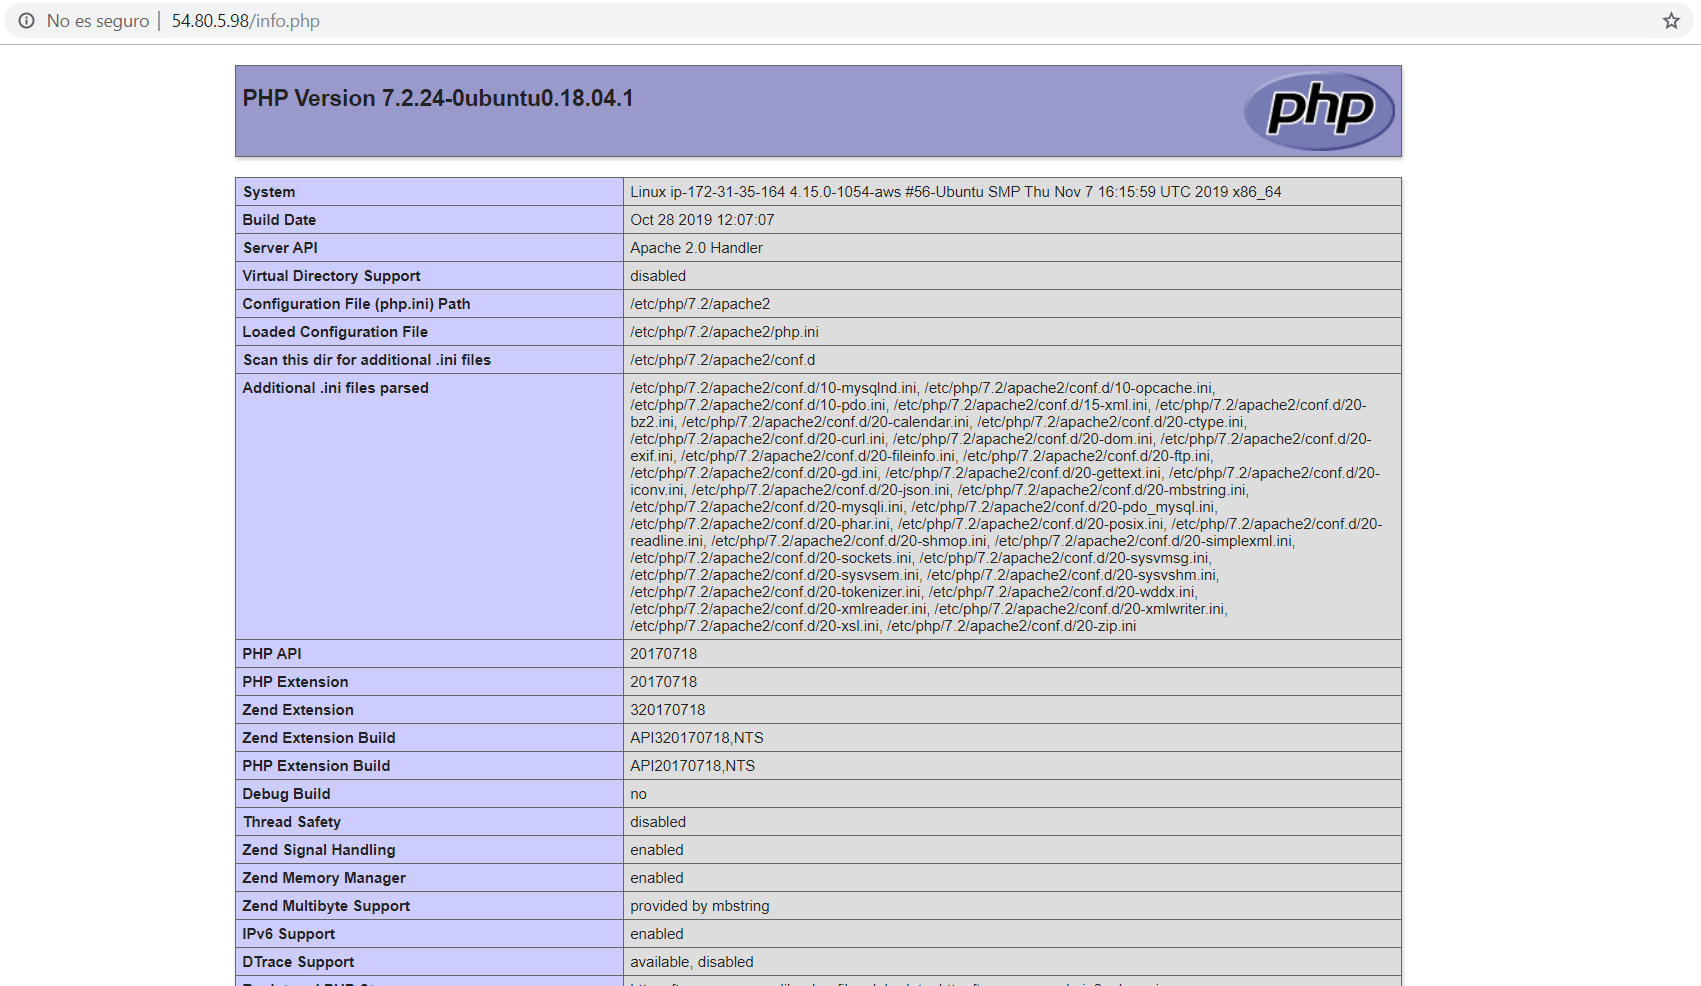 No es seguro | 54.80.5.98/info.php
PHP Version 7.2.24-0ubuntu0.18.04.1
php
System Linux ip-172-31-35-164 4.15.0-1054-aws #56-Ubuntu SMP Thu Nov 7 16:15:59 UTC 2019 x86_64
Build Date Oct 28 2019 12:07:07
Server API Apache 2.0 Handler
Virtual Directory Support disabled
Configuration File (php.ini) Path /etc/php/7.2/apache2
Loaded Configuration File /etc/php/7.2/apache2/php.ini
Scan this dir for additional .ini files /etc/php/7.2/apache2/conf.d
Additional .ini files parsed /etc/php/7.2/apache2/conf.d/10-mysqlnd.ini, /etc/php/7.2/apache2/conf.d/10-opcache.ini,
/etc/php/7.2/apache2/conf.d/10-pdo.ini, /etc/php/7.2/apache2/conf.d/15-xml.ini, /etc/php/7.2/apache2/conf.d/20-
bz2.ini, /etc/php/7.2/apache2/conf.d/20-calendar.ini, /etc/php/7.2/apache2/conf.d/20-ctype.ini,
/etc/php/7.2/apache2/conf.d/20-curl.ini, /etc/php/7.2/apache2/conf.d/20-dom.ini, /etc/php/7.2/apache2/conf.d/20-
exif.ini, /etc/php/7.2/apache2/conf.d/20-fileinfo.ini, /etc/php/7.2/apache2/conf.d/20-ftp.ini,
/etc/php/7.2/apache2/conf.d/20-gd.ini, /etc/php/7.2/apache2/conf.d/20-gettext.ini, /etc/php/7.2/apache2/conf.d/20-
iconv.ini, /etc/php/7.2/apache2/conf.d/20-json.ini, /etc/php/7.2/apache2/conf.d/20-mbstring.ini,
/etc/php/7.2/apache2/conf.d/20-mysqli.ini, /etc/php/7.2/apache2/conf.d/20-pdo_mysql.ini,
/etc/php/7.2/apache2/conf.d/20-phar.ini, /etc/php/7.2/apache2/conf.d/20-posix.ini, /etc/php/7.2/apache2/conf.d/20-
readline.ini, /etc/php/7.2/apache2/conf.d/20-shmop.ini, /etc/php/7.2/apache2/conf.d/20-simplexml.ini,
/etc/php/7.2/apache2/conf.d/20-sockets.ini, /etc/php/7.2/apache2/conf.d/20-sysvmsg.ini,
/etc/php/7.2/apache2/conf.d/20-sysvsem.ini, /etc/php/7.2/apache2/conf.d/20-sysvshm.ini,
/etc/php/7.2/apache2/conf.d/20-tokenizer.ini, /etc/php/7.2/apache2/conf.d/20-wddx.ini,
/etc/php/7.2/apache2/conf.d/20-xmlreader.ini, /etc/php/7.2/apache2/conf.d/20-xmlwriter.ini,
/etc/php/7.2/apache2/conf.d/20-xsl.ini, /etc/php/7.2/apache2/conf.d/20-zip.ini
PHP API 20170718
PHP Extension 20170718
Zend Extension 320170718
Zend Extension Build API320170718,NTS
PHP Extension Build API20170718,NTS
Debug Build no
Thread Safety disabled
Zend Signal Handling enabled
Zend Memory Manager enabled
Zend Multibyte Support provided by mbstring
IPv6 Support enabled
DTrace Support available, disabled